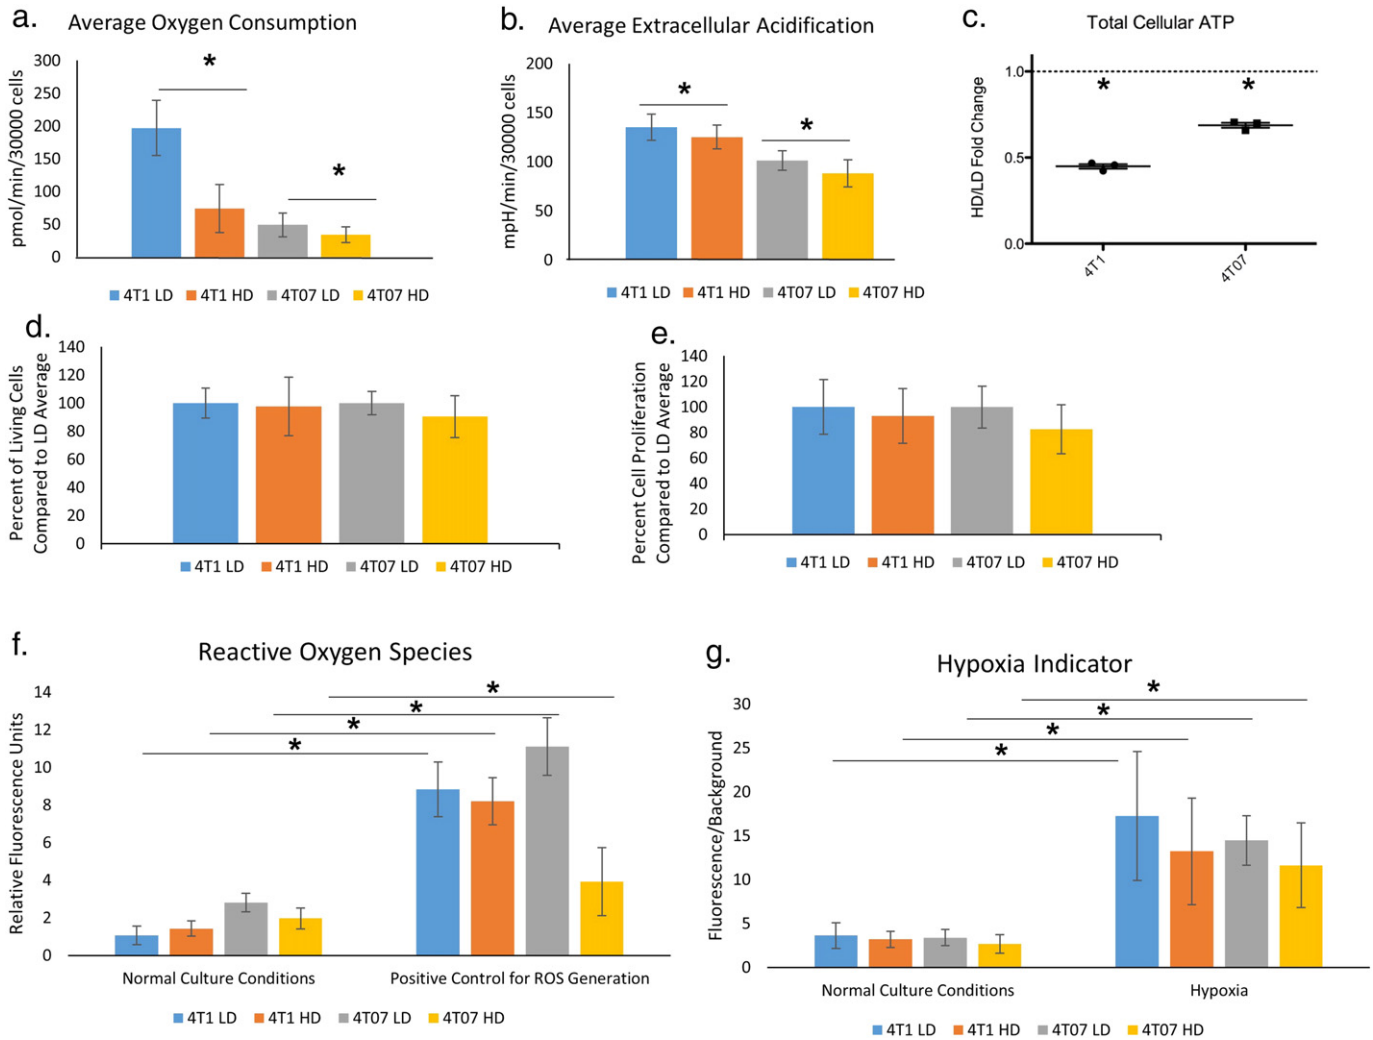 a.
Average Oxygen Consumption
pmol/min/30000 cells
300
250
200
150
100
50
0
*
*
4T1 LD 4T1 HD 4T07 LD 4T07 HD
b.
Average Extracellular Acidification
mpH/min/30000 cells
200
150
100
50
0
*
*
4T1 LD 4T1 HD 4T07 LD 4T07 HD
c.
Total Cellular ATP
HD/LD Fold Change
1.0
0.5
0.0
*
*
4T1
4T07
d.
Percent of Living Cells
Compared to LD Average
140
120
100
80
60
40
20
0
4T1 LD 4T1 HD 4T07 LD 4T07 HD
e.
Percent Cell Proliferation
Compared to LD Average
140
120
100
80
60
40
20
0
4T1 LD 4T1 HD 4T07 LD 4T07 HD
f.
Reactive Oxygen Species
Relative Fluorescence Units
14
12
10
8
6
4
2
0
*
*
*
*
Normal Culture Conditions
Positive Control for ROS Generation
4T1 LD 4T1 HD 4T07 LD 4T07 HD
g.
Hypoxia Indicator
Fluorescence/Background
30
25
20
15
10
5
0
*
*
*
*
Normal Culture Conditions
Hypoxia
4T1 LD 4T1 HD 4T07 LD 4T07 HD